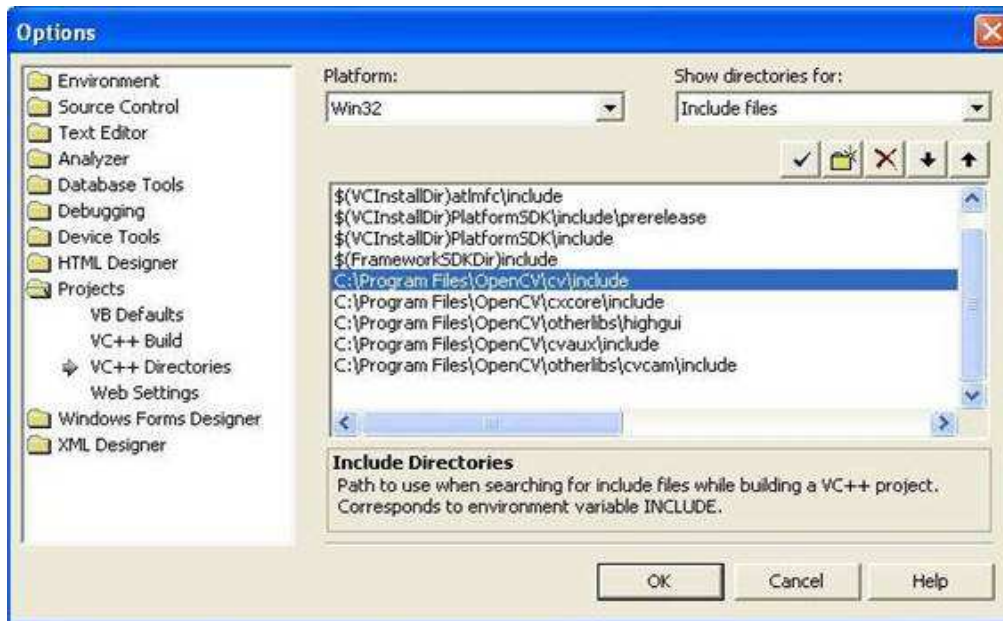 Options
Environment
Source Control
Text Editor
Analyzer
Database Tools
Debugging
Device Tools
HTML Designer
Projects
VB Defaults
VC++ Build
VC++ Directories
Web Settings
Windows Forms Designer
XML Designer
Platform:
Win32
Show directories for:
Include files
$(VCInstallDir)atlmfc\include
$(VCInstallDir)PlatformSDK\include\prerelease
$(VCInstallDir)PlatformSDK\include
$(FrameworkSDKDir)include
C:\Program Files\OpenCV\cv\include
C:\Program Files\OpenCV\cxcore\include
C:\Program Files\OpenCV\otherlibs\highgui
C:\Program Files\OpenCV\cvaux\include
C:\Program Files\OpenCV\otherlibs\cvcam\include
Include Directories
Path to use when searching for include files while building a VC++ project.
Corresponds to environment variable INCLUDE.
OK
Cancel
Help